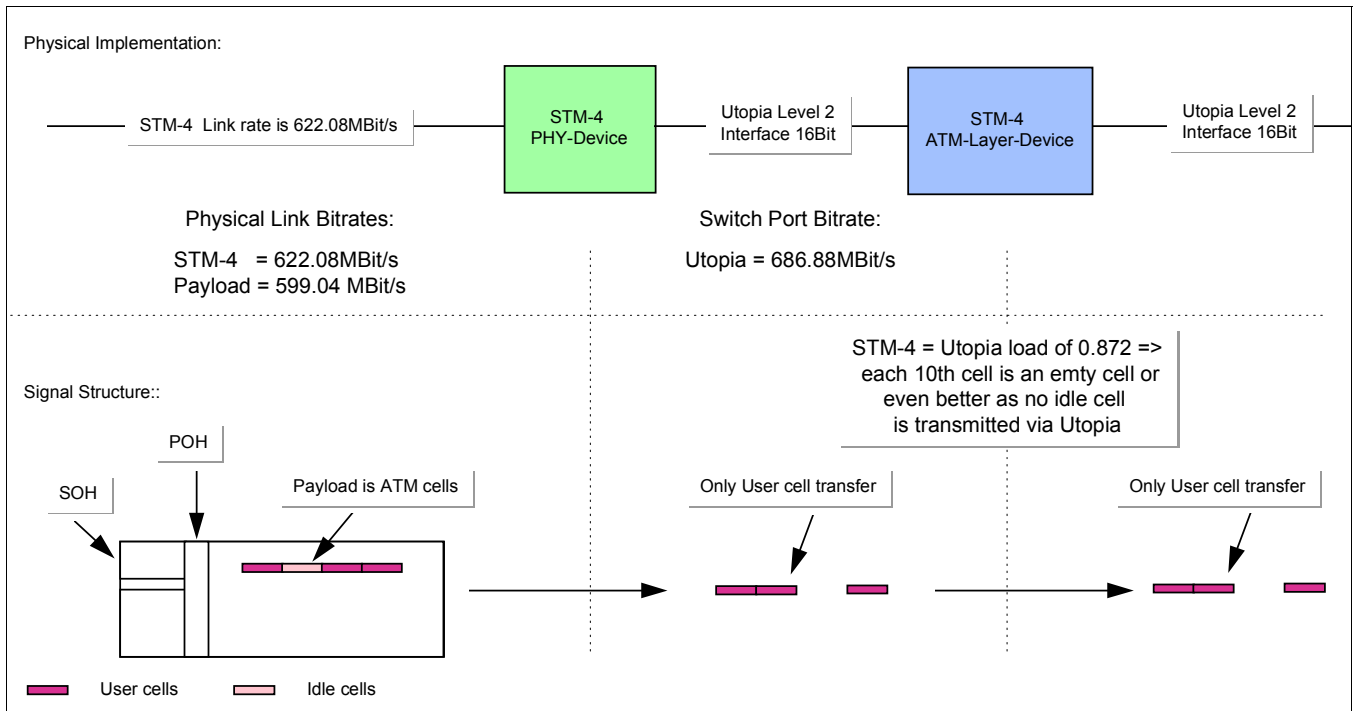 Physical Implementation:
STM-4 Link rate is 622.08MBit/s
STM-4
PHY-Device
Utopia Level 2
Interface 16Bit
STM-4
ATM-Layer-Device
Utopia Level 2
Interface 16Bit
Physical Link Bitrates:
STM-4 = 622.08MBit/s
Payload = 599.04 MBit/s
Switch Port Bitrate:
Utopia = 686.88MBit/s
STM-4 = Utopia load of 0.872 =>
each 10th cell is an emty cell or
even better as no idle cell
is transmitted via Utopia
Signal Structure::
SOH
POH
Payload is ATM cells
Only User cell transfer
Only User cell transfer
User cells
Idle cells